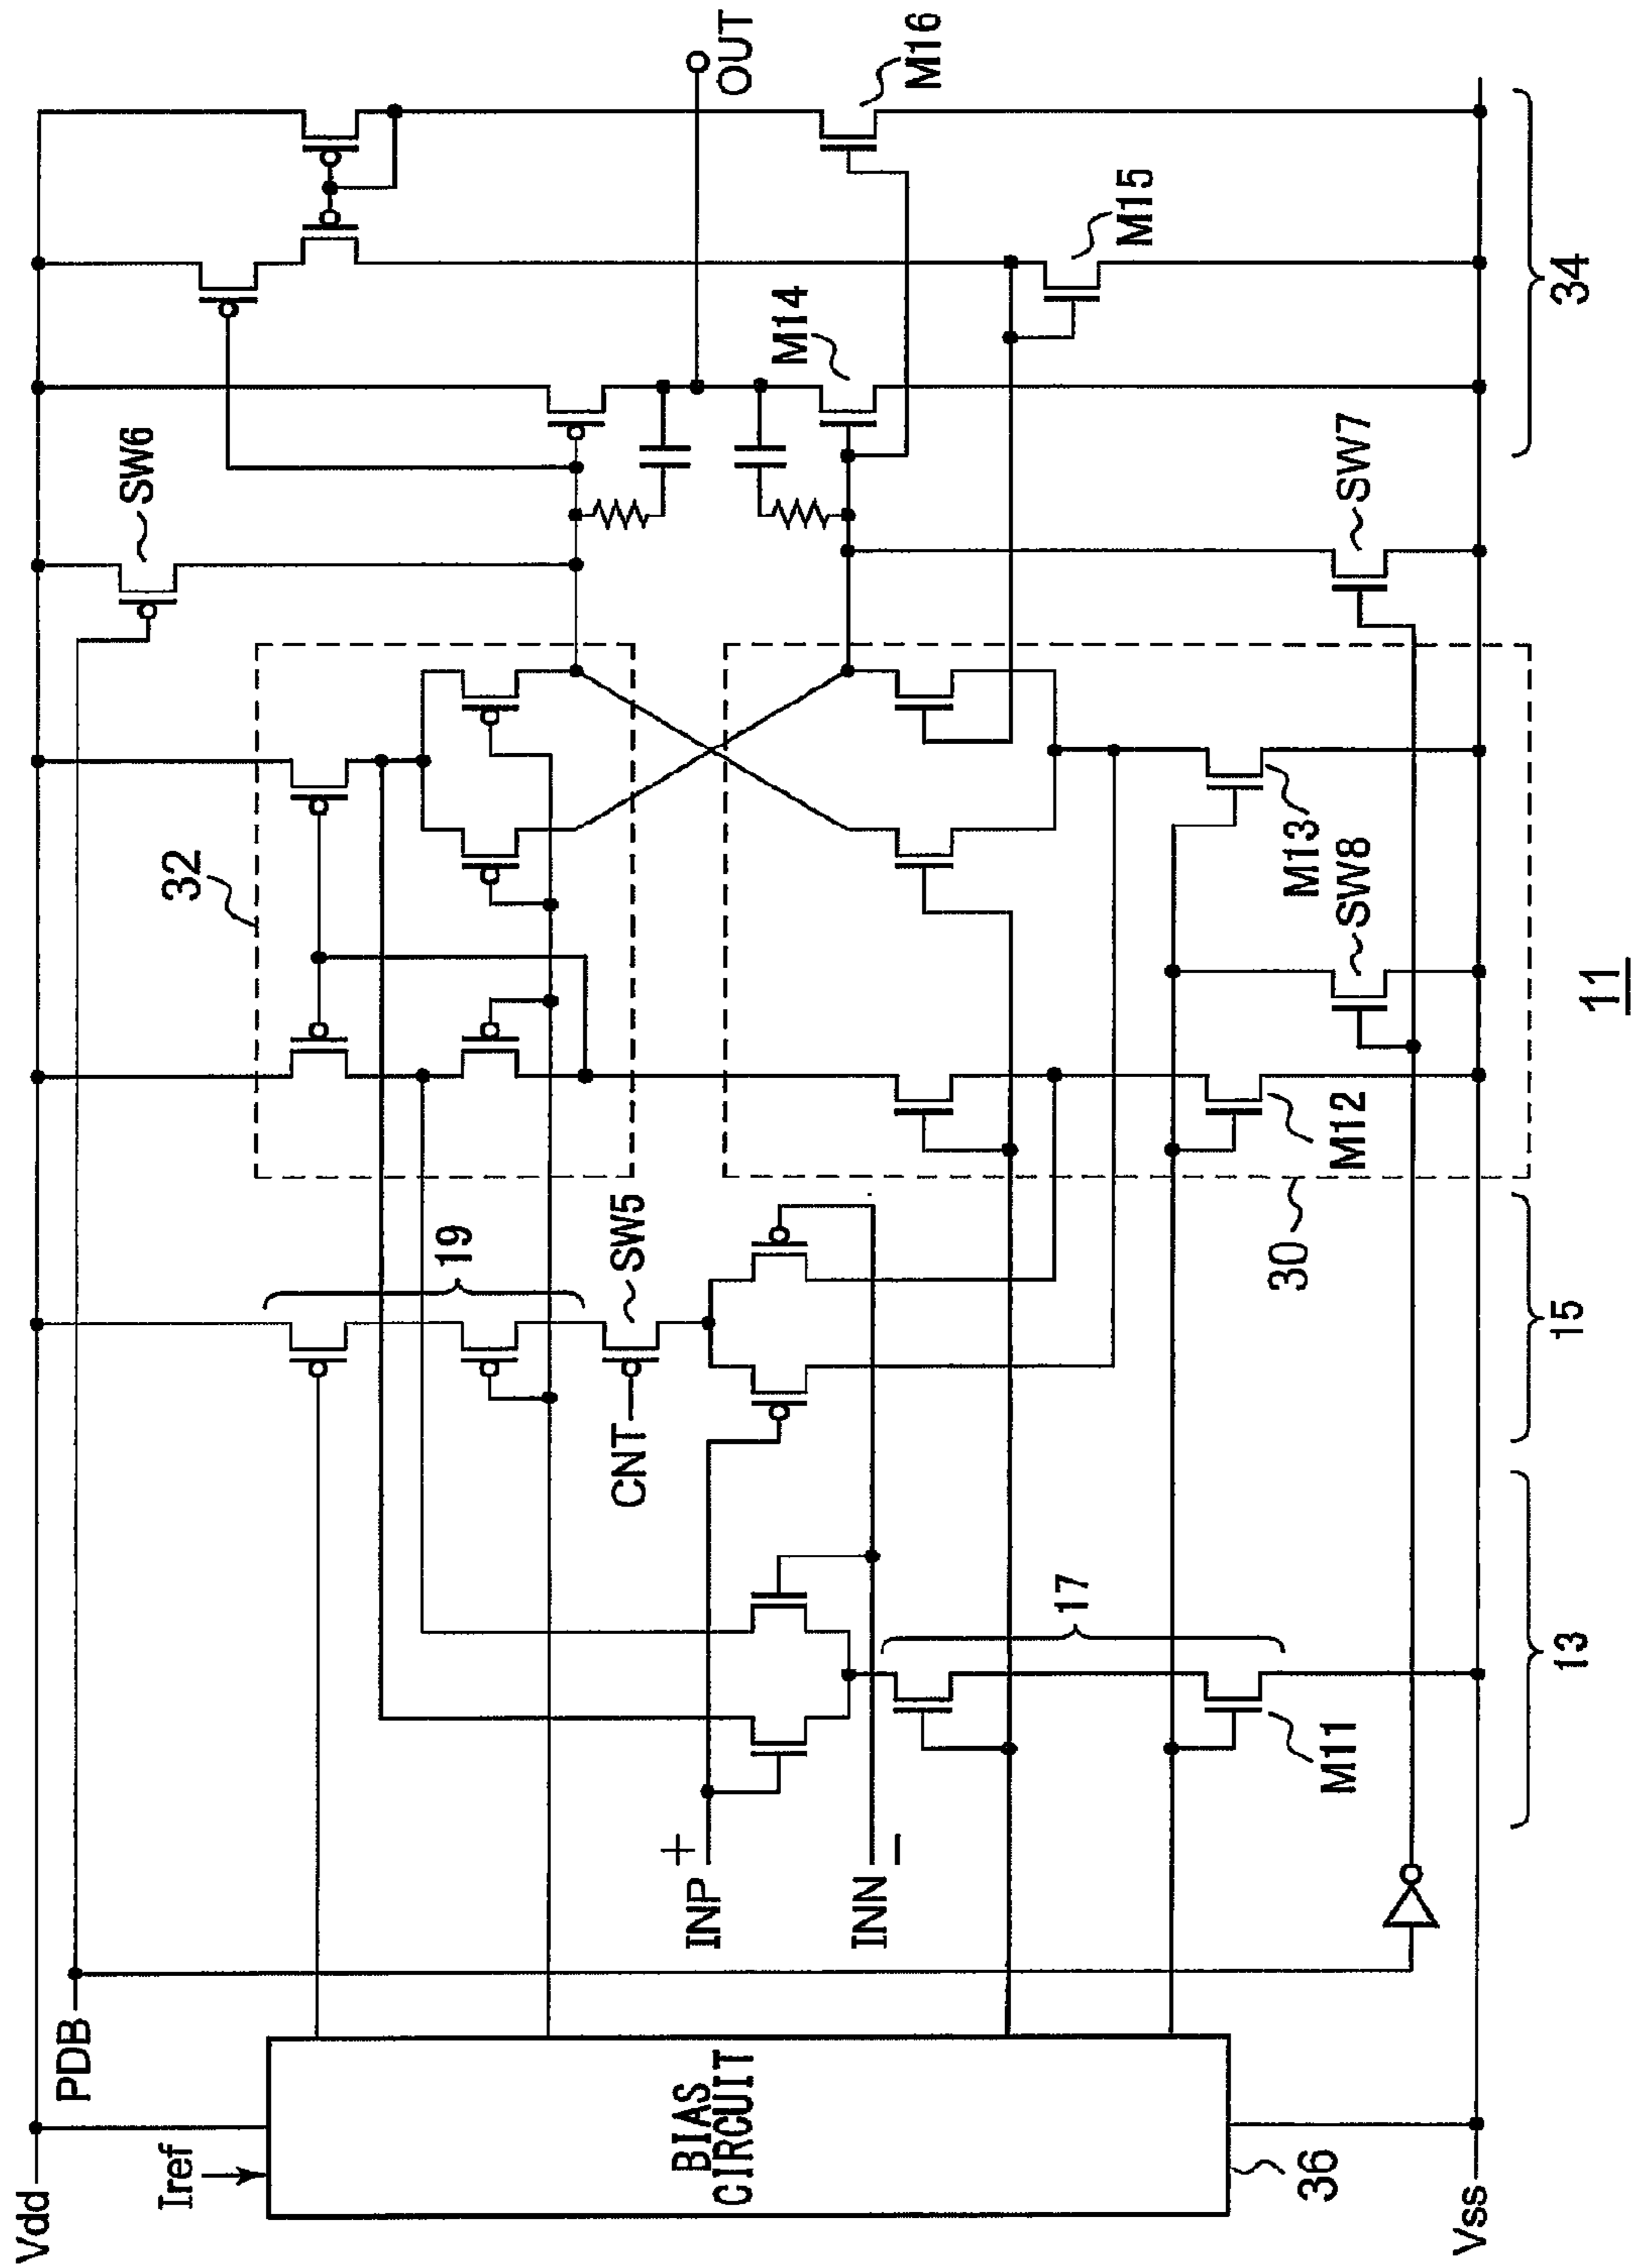 Vdd
PDB
Iref
BIAS
CIRCUIT
36
Vss
INP
+
INN
−
CNT
SW5
19
17
M11
13
15
30
32
M12
SW8
M13
SW6
SW7
M14
M15
M16
OUT
34
11